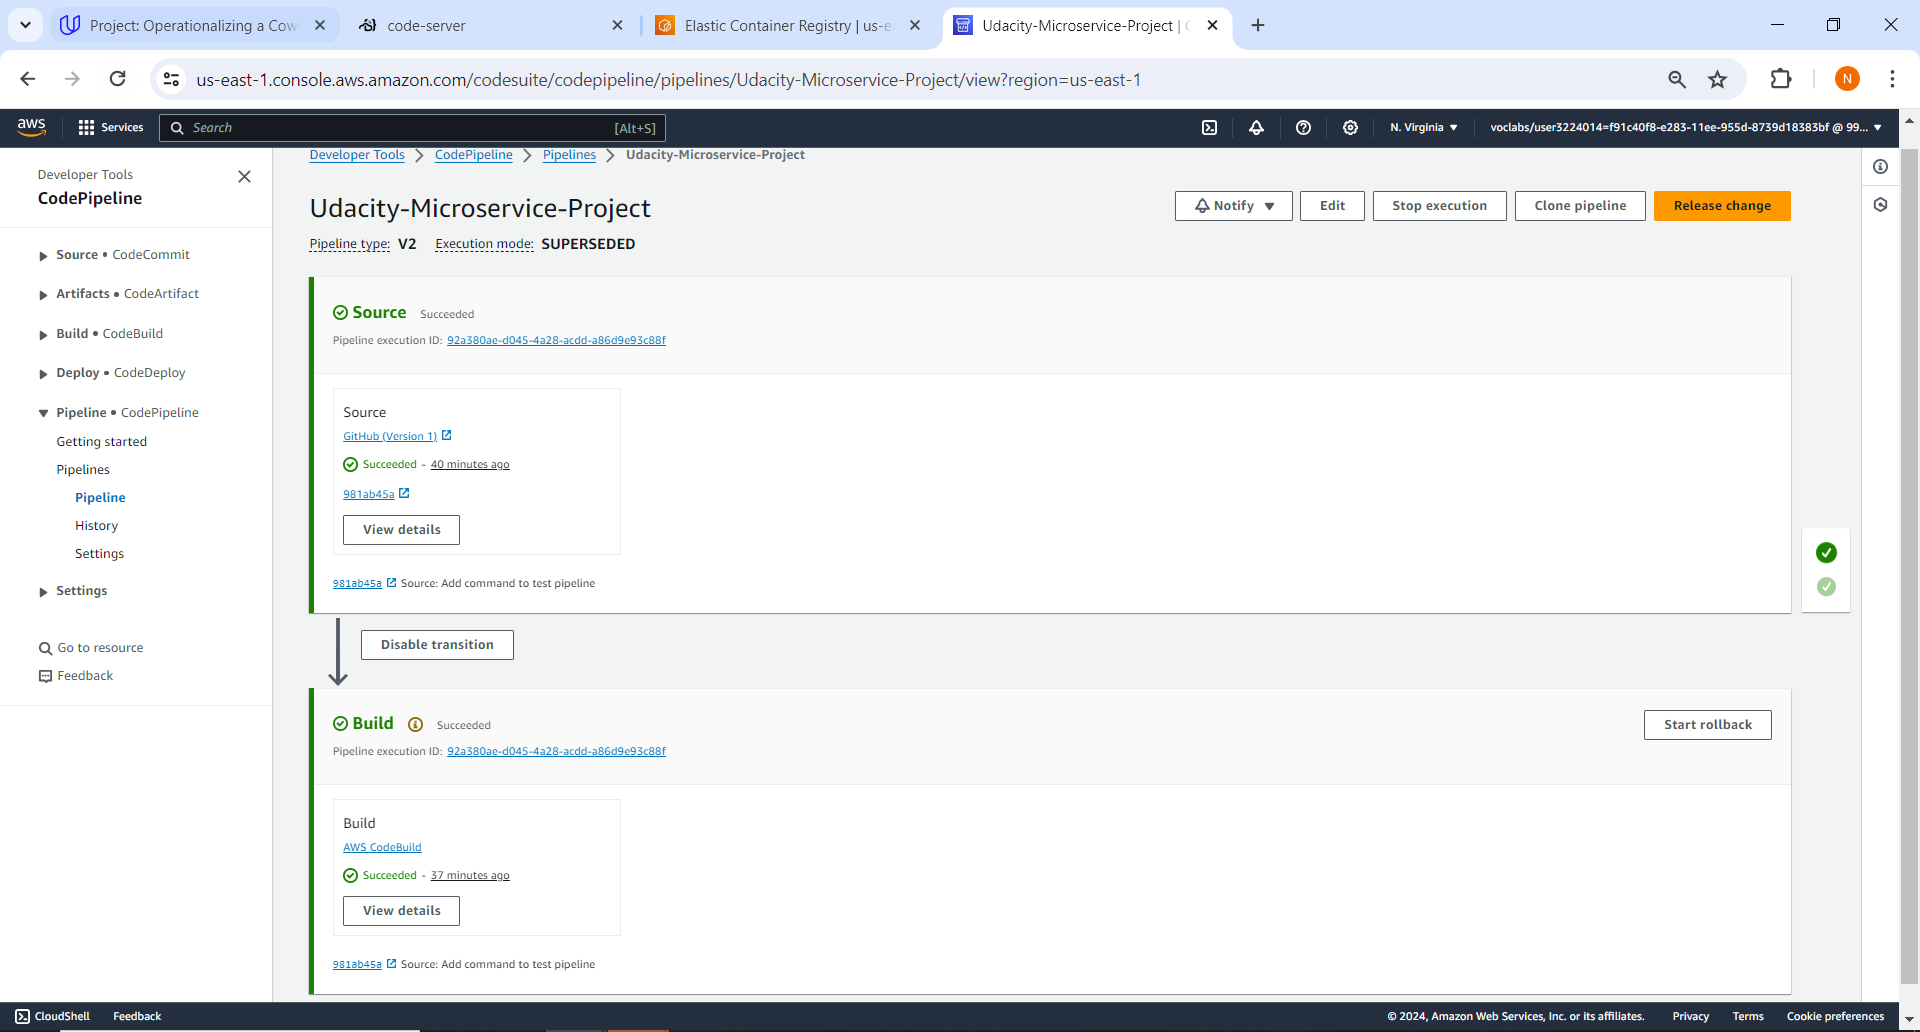 Project: Operationalizing a Cow
code-server
Elastic Container Registry | us-ea
Udacity-Microservice-Project | C
us-east-1.console.aws.amazon.com/codesuite/codepipeline/pipelines/Udacity-Microservice-Project/view?region=us-east-1
N
aws
Services
Search
[Alt+S]
N. Virginia
voclabs/user3224014=f91c40f8-e283-11ee-955d-8739d18383bf @ 99...
Developer Tools
CodePipeline
Source • CodeCommit
Artifacts • CodeArtifact
Build • CodeBuild
Deploy • CodeDeploy
Pipeline • CodePipeline
Getting started
Pipelines
Pipeline
History
Settings
Settings
Go to resource
Feedback
Developer Tools > CodePipeline > Pipelines > Udacity-Microservice-Project
Udacity-Microservice-Project
Notify
Edit
Stop execution
Clone pipeline
Release change
Pipeline type: V2 Execution mode: SUPERSEDED
Source Succeeded
Pipeline execution ID: 92a380ae-d045-4a28-acdd-a86d9e93c88f
Source
GitHub (Version 1)
Succeeded - 40 minutes ago
981ab45a
View details
981ab45a Source: Add command to test pipeline
Disable transition
Build Succeeded
Start rollback
Pipeline execution ID: 92a380ae-d045-4a28-acdd-a86d9e93c88f
Build
AWS CodeBuild
Succeeded - 37 minutes ago
View details
981ab45a Source: Add command to test pipeline
CloudShell
Feedback
© 2024, Amazon Web Services, Inc. or its affiliates.
Privacy
Terms
Cookie preferences